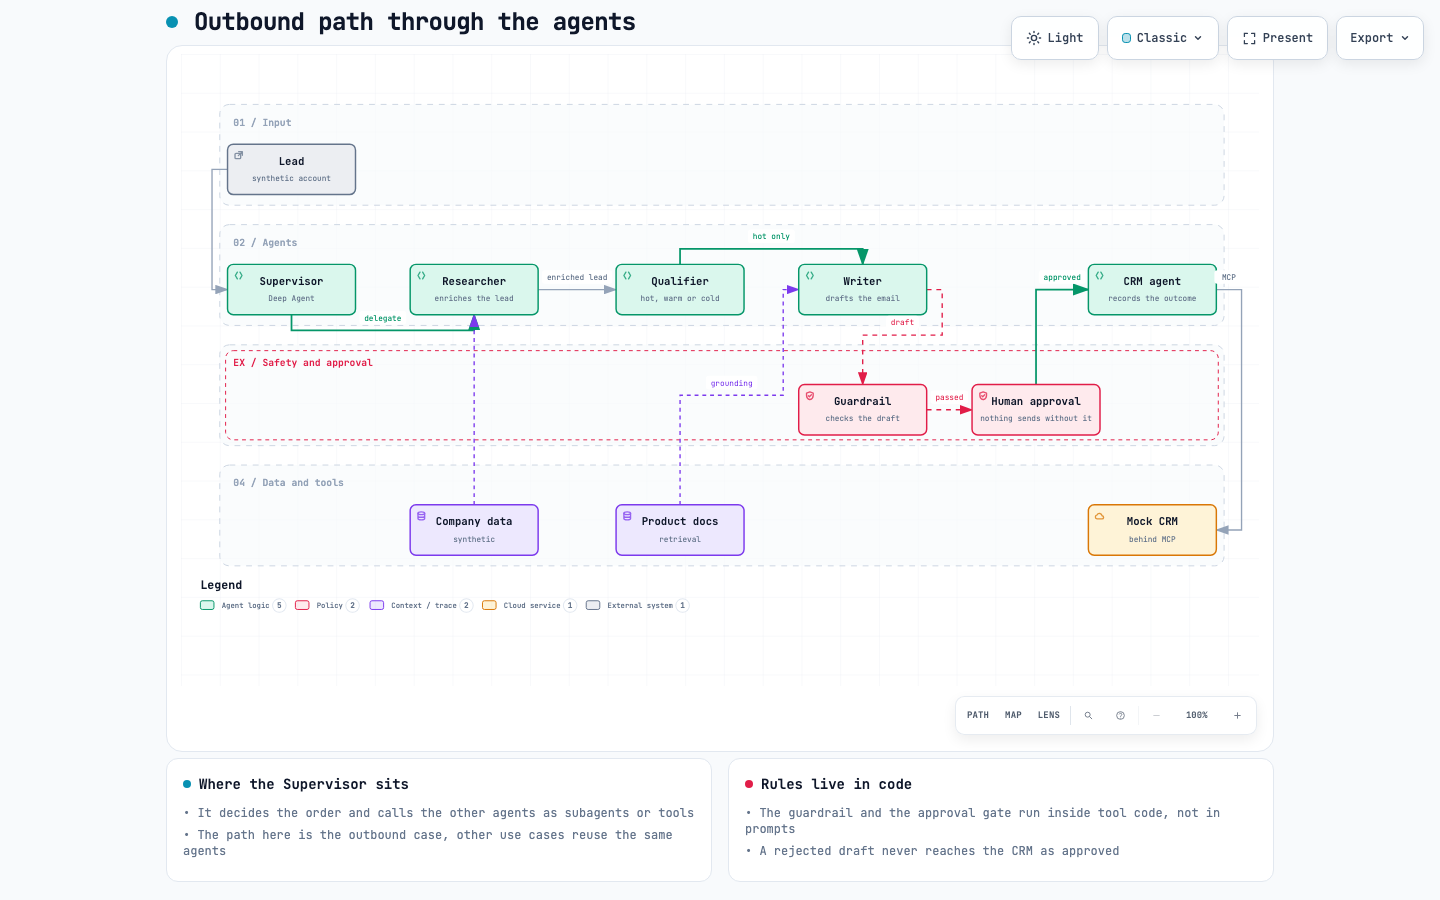 Outbound path through the agents
Light
Classic
Present
Export
01 / Input
Lead
synthetic account
02 / Agents
hot only
Supervisor
Deep Agent
Researcher
enriches the lead
enriched lead
Qualifier
hot, warm or cold
Writer
drafts the email
approved
CRM agent
records the outcome
MCP
delegate
draft
EX / Safety and approval
grounding
Guardrail
checks the draft
passed
Human approval
nothing sends without it
04 / Data and tools
Company data
synthetic
Product docs
retrieval
Mock CRM
behind MCP
Legend
Agent logic 5
Policy 2
Context / trace 2
Cloud service 1
External system 1
PATH MAP LENS
100%
Where the Supervisor sits
• It decides the order and calls the other agents as subagents or tools
• The path here is the outbound case, other use cases reuse the same
agents
Rules live in code
• The guardrail and the approval gate run inside tool code, not in
prompts
• A rejected draft never reaches the CRM as approved